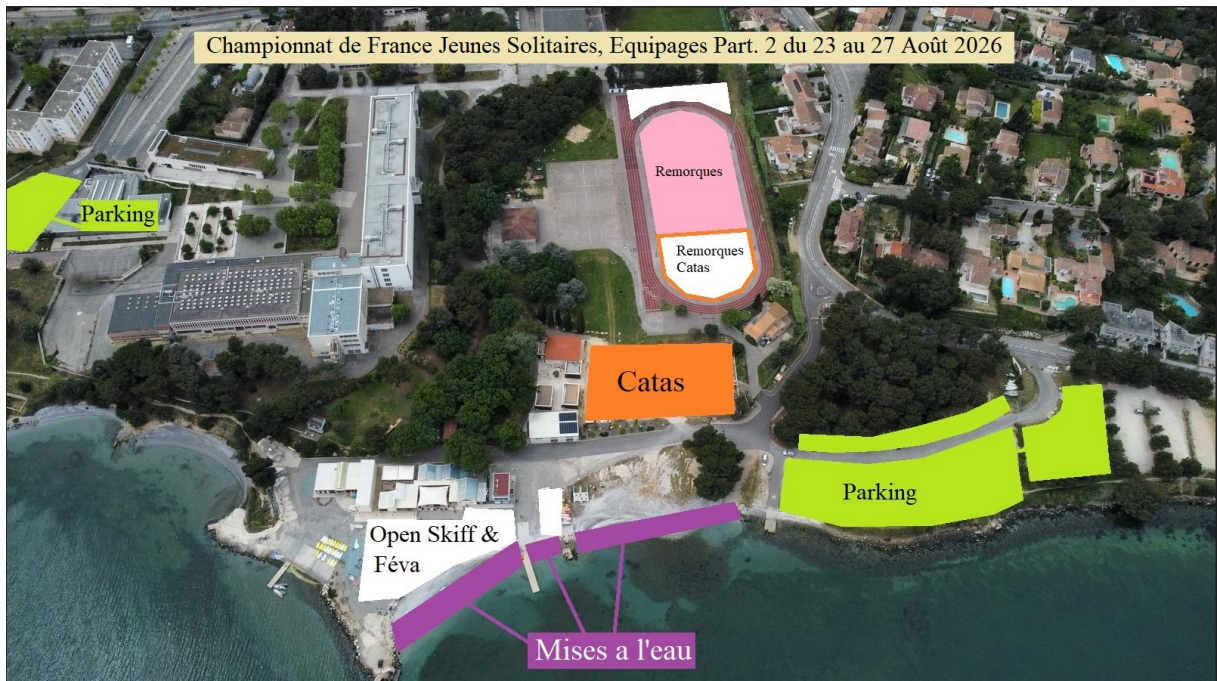 Championnat de France Jeunes Solitaires, Equipages Part. 2 du 23 au 27 Août 2026
Remorques
Parking
Remorques
Catas
Catas
Parking
Open Skiff &
Féva
Mises a l'eau